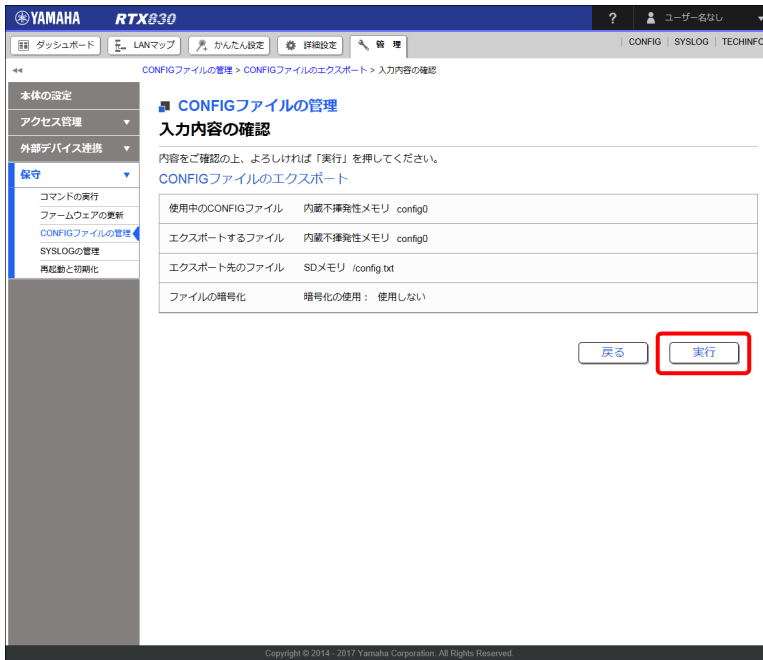 YAMAHA RTX830 ? ユーザー名なし
ダッシュボード LANマップ かんたん設定 詳細設定 管 理 CONFIG SYSLOG TECHINFO
CONFIGファイルの管理 > CONFIGファイルのエクスポート > 入力内容の確認
本体の設定
アクセス管理
外部デバイス連携
保守
コマンドの実行
ファームウェアの更新
CONFIGファイルの管理
SYSLOGの管理
再起動と初期化
CONFIGファイルの管理
入力内容の確認
内容をご確認の上、よろしければ「実行」を押してください。
CONFIGファイルのエクスポート
使用中のCONFIGファイル 内蔵不揮発性メモリ config0
エクスポートするファイル 内蔵不揮発性メモリ config0
エクスポート先のファイル SDメモリ /config.txt
ファイルの暗号化 暗号化の使用： 使用しない
戻る 実行
Copyright © 2014 - 2017 Yamaha Corporation. All Rights Reserved.